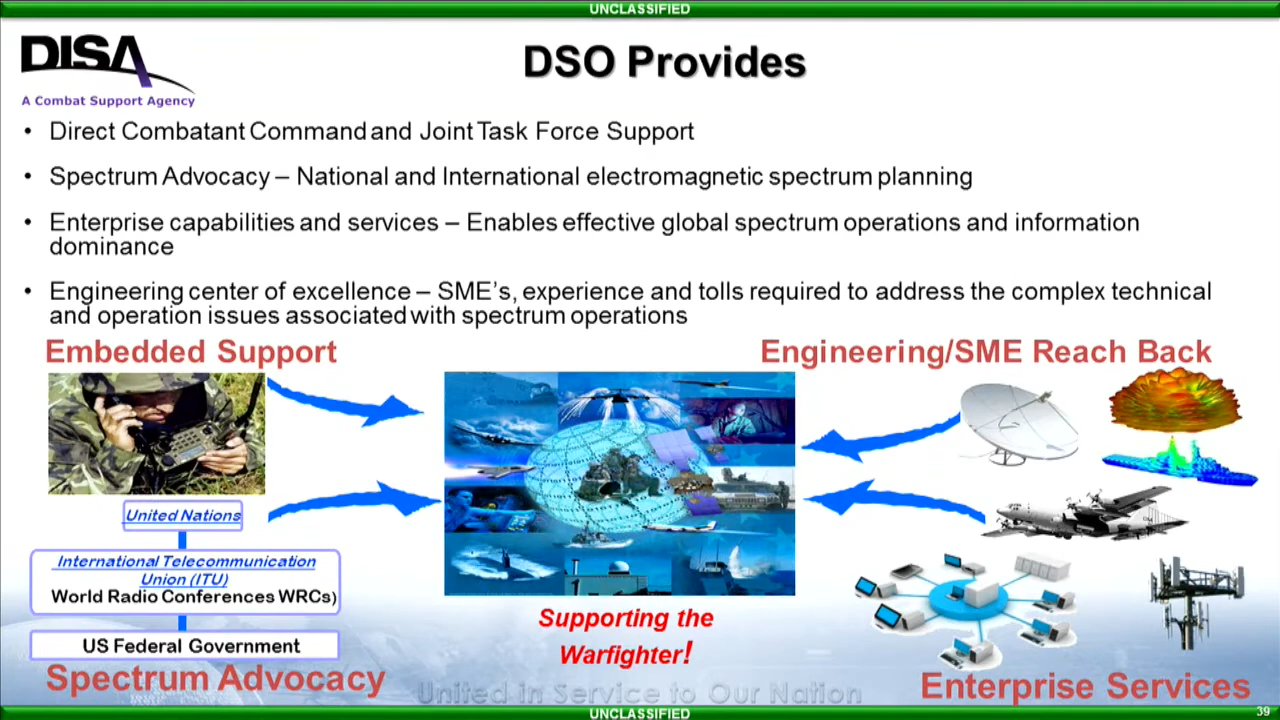 UNCLASSIFIED
DISA
A Combat Support Agency
DSO Provides
• Direct Combatant Command and Joint Task Force Support
• Spectrum Advocacy – National and International electromagnetic spectrum planning
• Enterprise capabilities and services – Enables effective global spectrum operations and information
dominance
• Engineering center of excellence – SME's, experience and tolls required to address the complex technical
and operation issues associated with spectrum operations
Embedded Support
Engineering/SME Reach Back
United Nations
International Telecommunication
Union (ITU)
World Radio Conferences WRCs)
US Federal Government
Spectrum Advocacy
Supporting the
Warfighter!
Enterprise Services
United in Service to Our Nation
UNCLASSIFIED
39